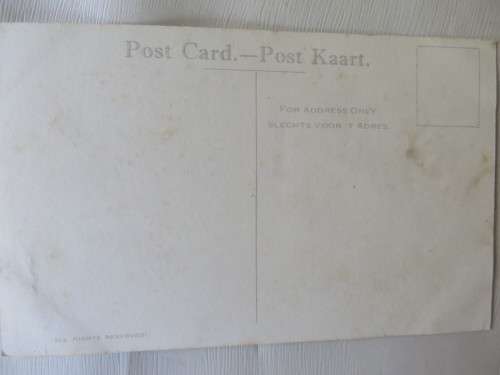 Post Card.—Post Kaart.
FOR ADDRESS ONLY
SLECHTS VOOR 'T ADRES.
ALL RIGHTS RESERVED.